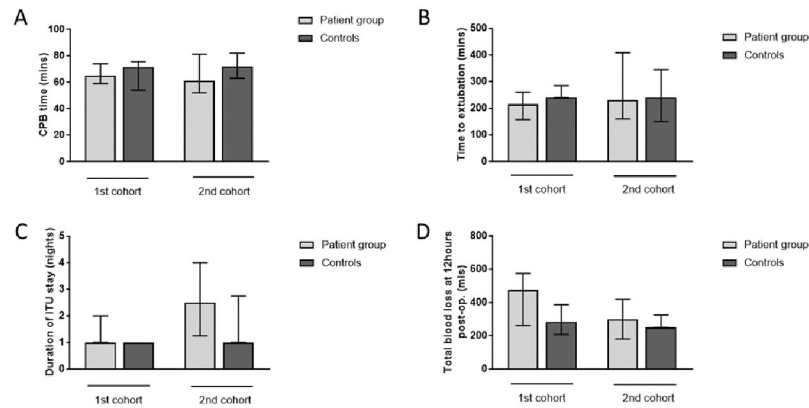 A
CPB time (mins)
100
80
60
40
20
0
1st cohort
2nd cohort
Patient group
Controls
B
Time to extubation (mins)
500
400
300
200
100
0
1st cohort
2nd cohort
Patient group
Controls
C
Duration of ITU stay (nights)
5
4
3
2
1
0
1st cohort
2nd cohort
Patient group
Controls
D
Total blood loss at 12hours
post-op. (mls)
800
600
400
200
0
1st cohort
2nd cohort
Patient group
Controls